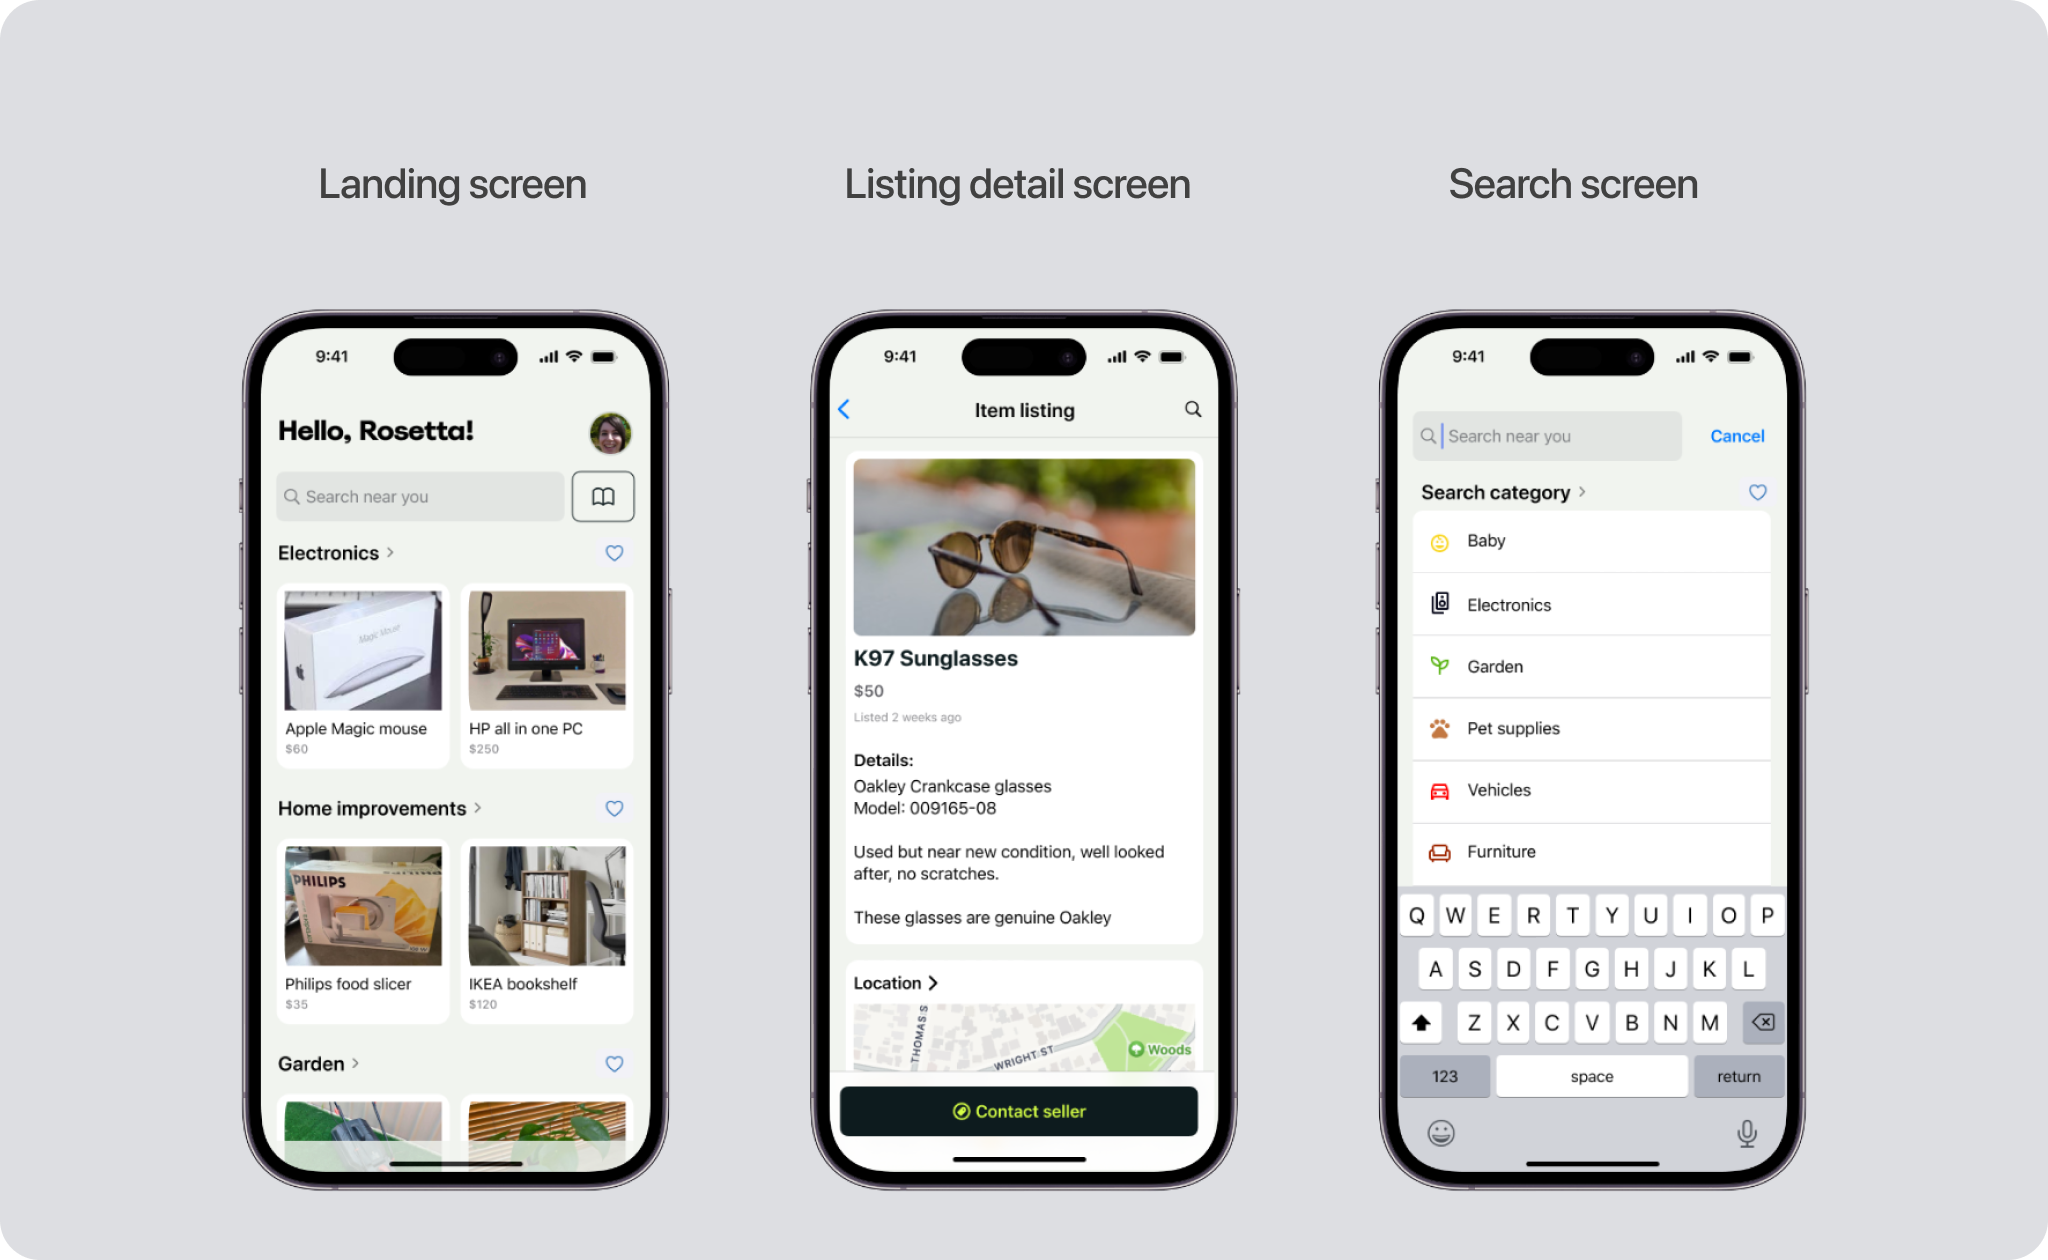 Landing screen
Listing detail screen
Search screen
9:41
Hello, Rosetta!
Search near you
Electronics
Magic Mouse
Apple Magic mouse
$60
HP all in one PC
$250
Home improvements
PHILIPS
Philips food slicer
$35
IKEA bookshelf
$120
Garden
9:41
Item listing
K97 Sunglasses
$50
Listed 2 weeks ago
Details:
Oakley Crankcase glasses
Model: 009165-08
Used but near new condition, well looked
after, no scratches.
These glasses are genuine Oakley
Location
THOMAS S
WRIGHT ST
Woods
Contact seller
9:41
Search near you
Cancel
Search category
Baby
Electronics
Garden
Pet supplies
Vehicles
Furniture
Q W E R T Y U I O P
A S D F G H J K L
Z X C V B N M
123 space return